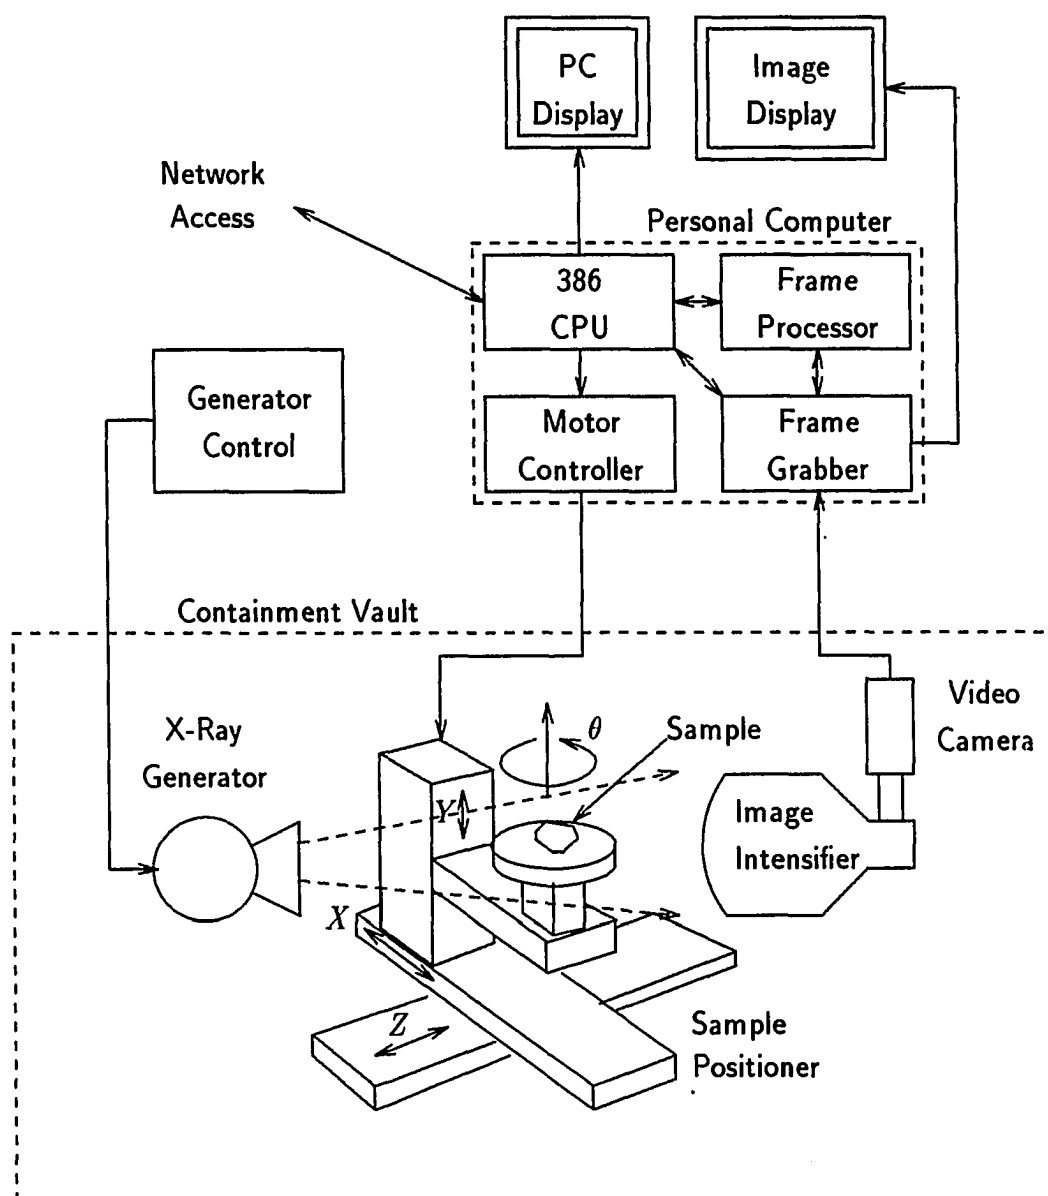 PC
Display
Image
Display
Network
Access
Personal Computer
386
CPU
Frame
Processor
Generator
Control
Motor
Controller
Frame
Grabber
Containment Vault
X-Ray
Generator
θ
Sample
Video
Camera
Y
Image
Intensifier
X
Z
Sample
Positioner